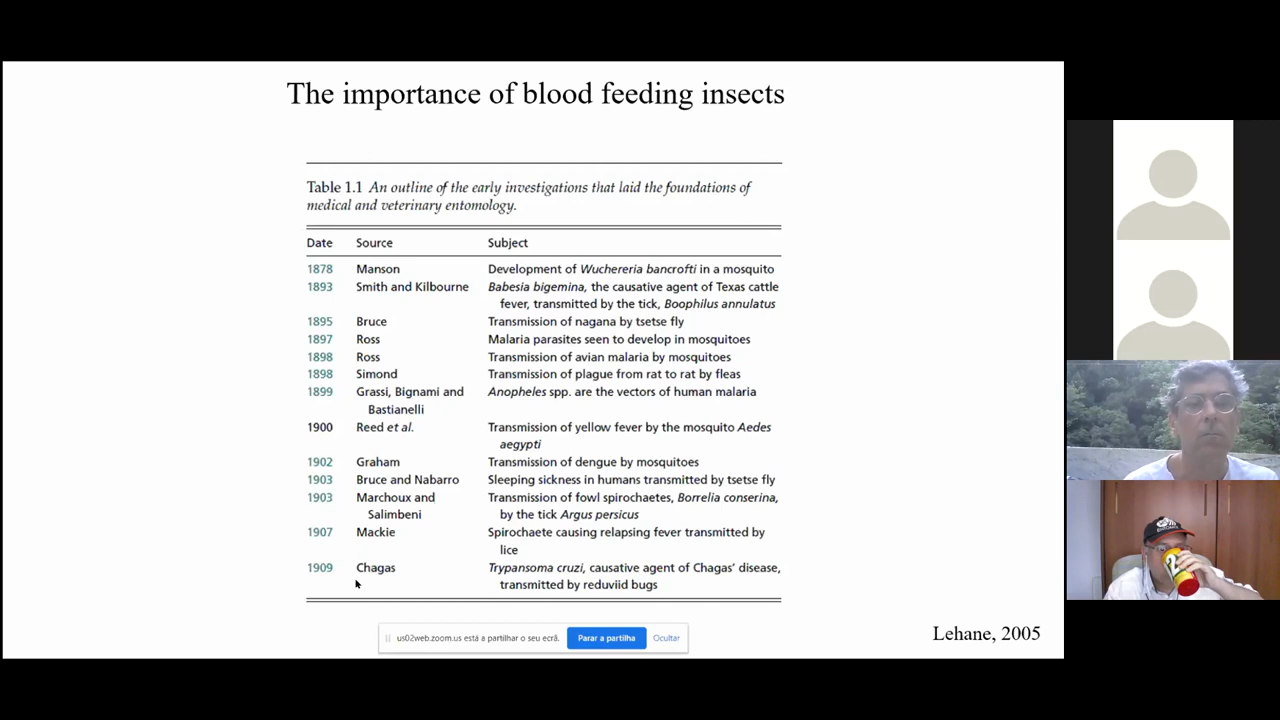 The importance of blood feeding insects
Table 1.1 An outline of the early investigations that laid the foundations of
medical and veterinary entomology.
Date Source Subject
1878 Manson Development of Wuchereria bancrofti in a mosquito
1893 Smith and Kilbourne Babesia bigemina, the causative agent of Texas cattle
fever, transmitted by the tick, Boophilus annulatus
1895 Bruce Transmission of nagana by tsetse fly
1897 Ross Malaria parasites seen to develop in mosquitoes
1898 Ross Transmission of avian malaria by mosquitoes
1898 Simond Transmission of plague from rat to rat by fleas
1899 Grassi, Bignami and Anopheles spp. are the vectors of human malaria
Bastianelli
1900 Reed et al. Transmission of yellow fever by the mosquito Aedes
aegypti
1902 Graham Transmission of dengue by mosquitoes
1903 Bruce and Nabarro Sleeping sickness in humans transmitted by tsetse fly
1903 Marchoux and Transmission of fowl spirochaetes, Borrelia conserina,
Salimbeni by the tick Argus persicus
1907 Mackie Spirochaete causing relapsing fever transmitted by
lice
1909 Chagas Trypansoma cruzi, causative agent of Chagas' disease,
transmitted by reduviid bugs
us02web.zoom.us está a partilhar o seu ecrã. Parar a partilha Ocultar
Lehane, 2005